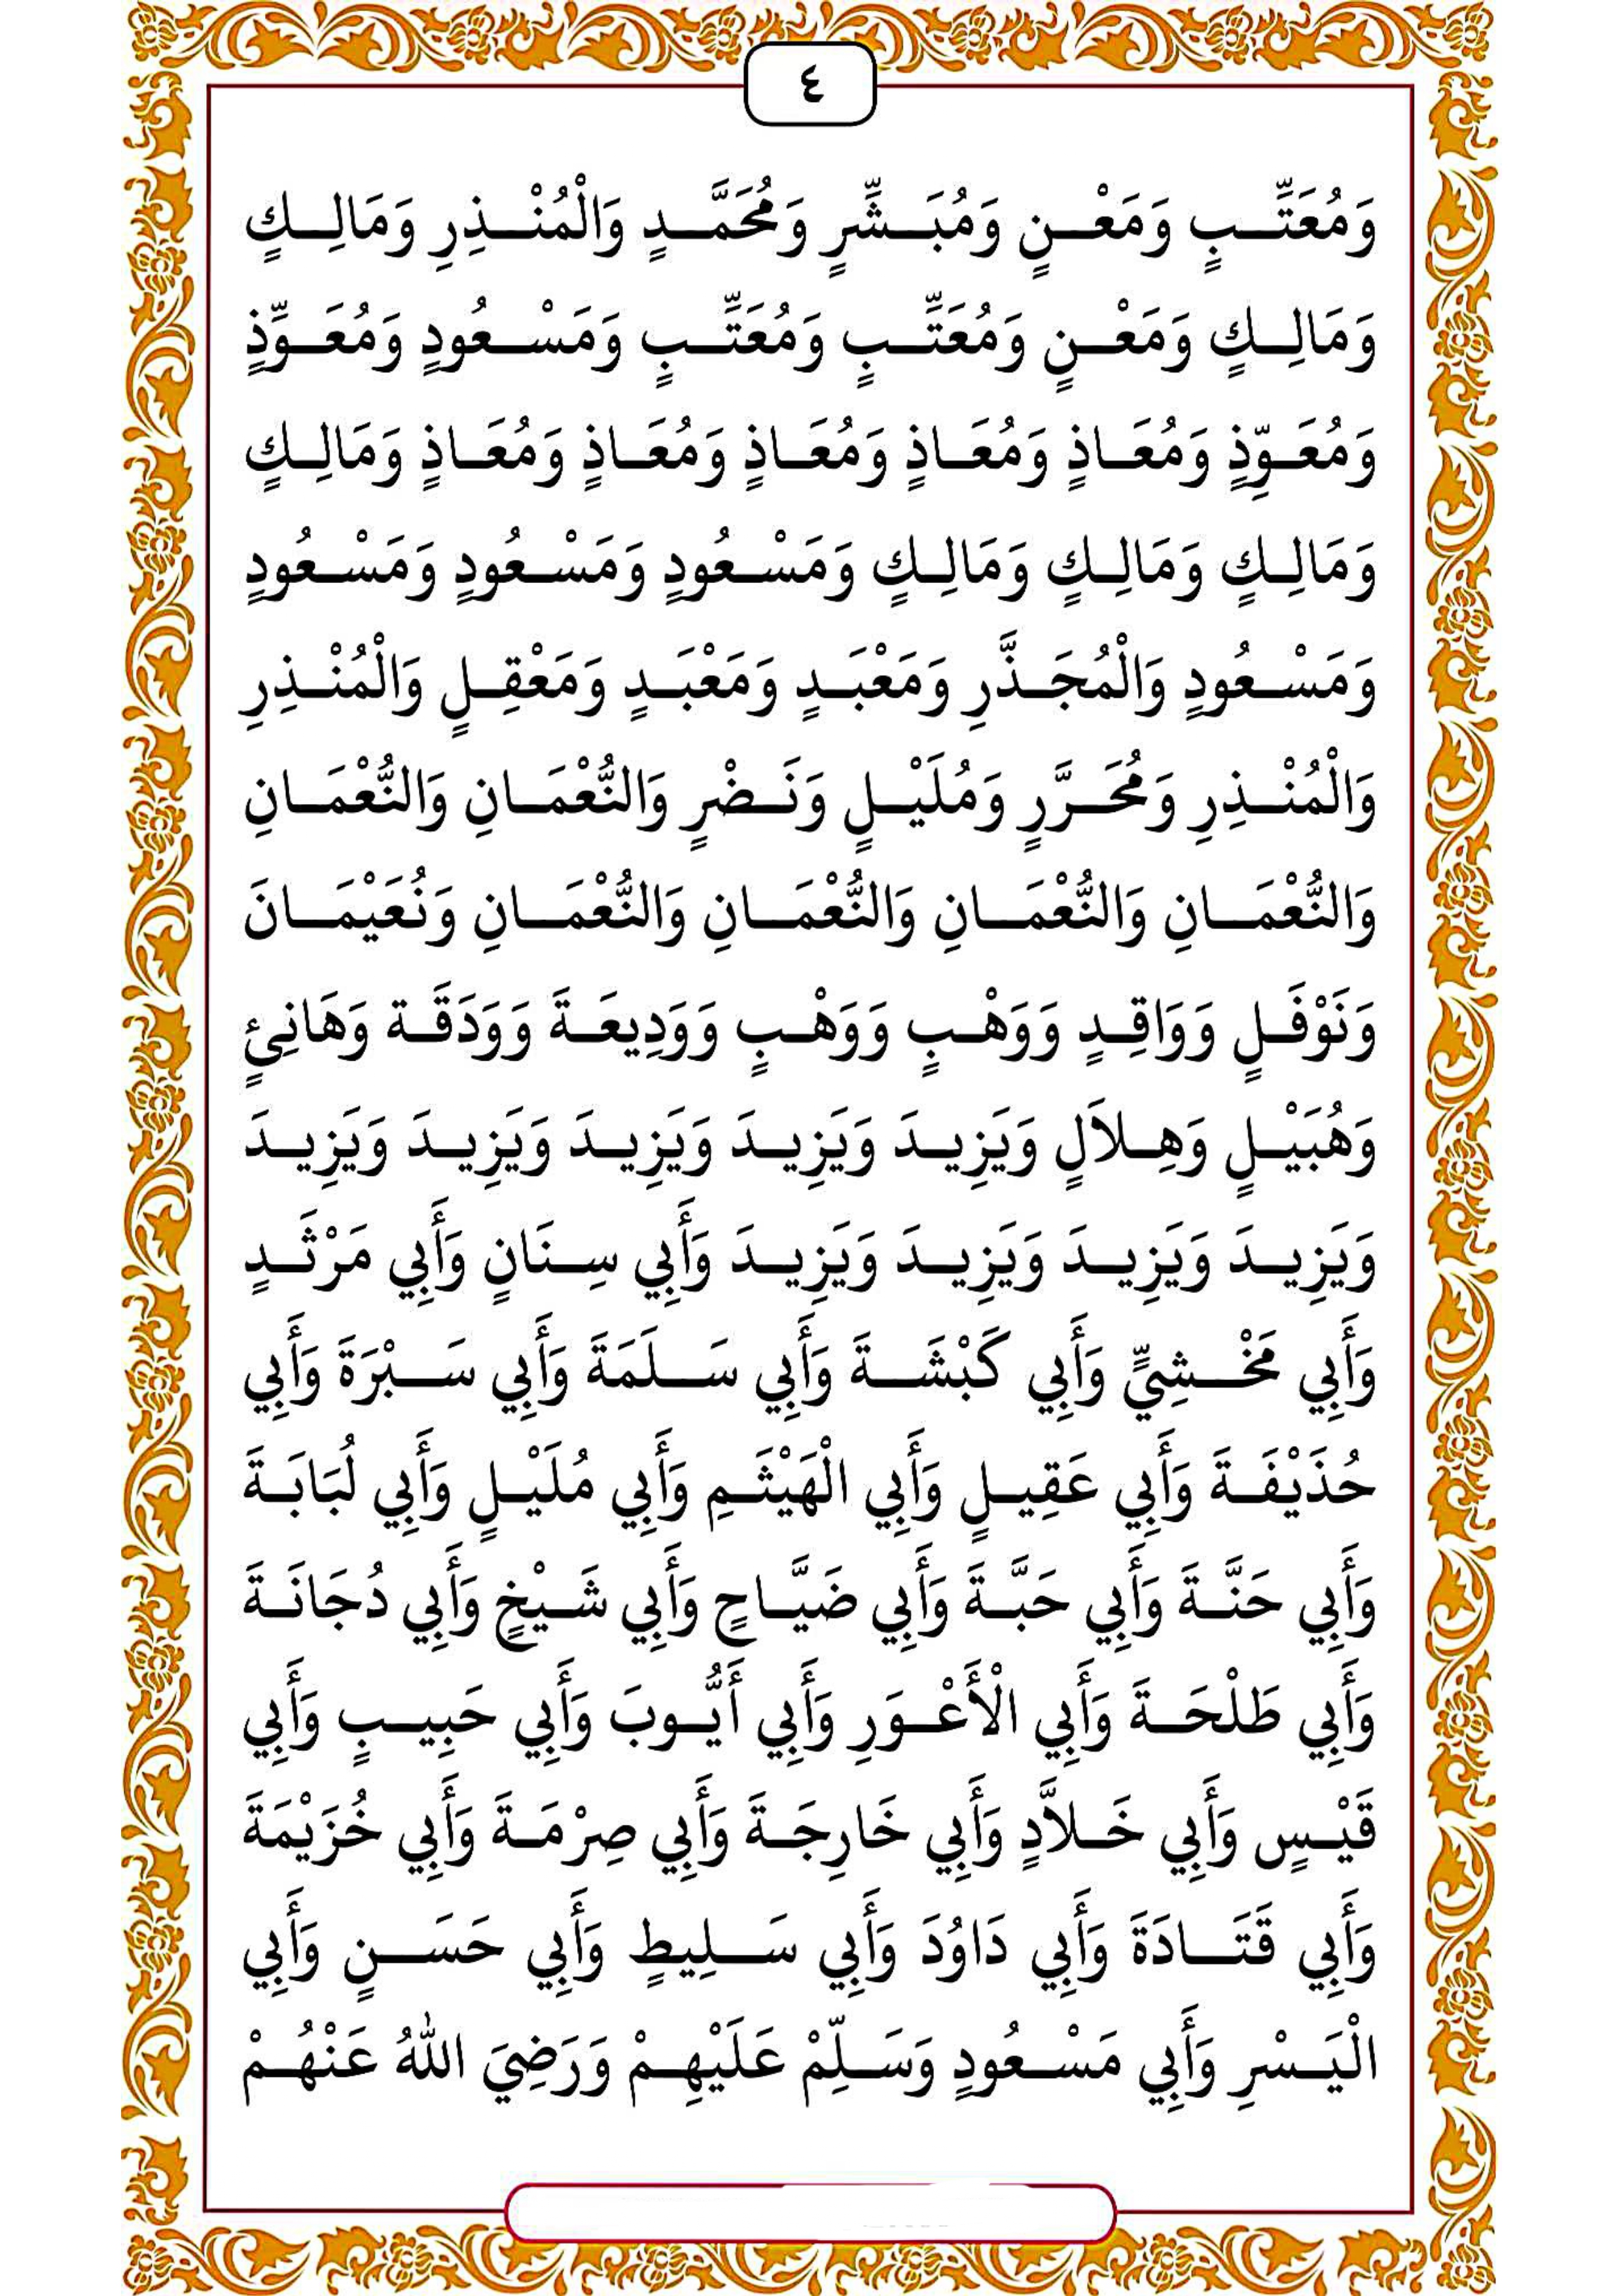 ٤
وَمُعَتِّبٍ وَمَعْنٍ وَمُبَشِّرٍ وَمُحَمَّدٍ وَالْمُنْذِرِ وَمَالِكٍ
وَمَالِكٍ وَمَعْنٍ وَمُعَتِّبٍ وَمُعَتِّبٍ وَمَسْعُودٍ وَمُعَوِّذٍ
وَمُعَوِّذٍ وَمُعَاذٍ وَمُعَاذٍ وَمُعَاذٍ وَمُعَاذٍ وَمُعَاذٍ وَمَالِكٍ
وَمَالِكٍ وَمَالِكٍ وَمَالِكٍ وَمَسْعُودٍ وَمَسْعُودٍ وَمَسْعُودٍ
وَمَسْعُودٍ وَالْمُجَذَّرِ وَمَعْبَدٍ وَمَعْبَدٍ وَمَعْقِلٍ وَالْمُنْذِرِ
وَالْمُنْذِرِ وَمُحَرَّرٍ وَمُلَيْلٍ وَنَضْرٍ وَالنُّعْمَانِ وَالنُّعْمَانِ
وَالنُّعْمَانِ وَالنُّعْمَانِ وَالنُّعْمَانِ وَالنُّعْمَانِ وَنُعَيْمَانَ
وَنَوْفَلٍ وَوَاقِدٍ وَوَهْبٍ وَوَهْبٍ وَوَدِيعَةَ وَوَدَقَة وَهَانِئٍ
وَهُبَيْلٍ وَهِلاَلٍ وَيَزِيدَ وَيَزِيدَ وَيَزِيدَ وَيَزِيدَ وَيَزِيدَ
وَيَزِيدَ وَيَزِيدَ وَيَزِيدَ وَيَزِيدَ وَأَبِي سِنَانٍ وَأَبِي مَرْثَدٍ
وَأَبِي مَخْشِيٍّ وَأَبِي كَبْشَةَ وَأَبِي سَلَمَةَ وَأَبِي سَبْرَةَ وَأَبِي
حُذَيْفَةَ وَأَبِي عَقِيلٍ وَأَبِي الْهَيْثَمِ وَأَبِي مُلَيْلٍ وَأَبِي لُبَابَةَ
وَأَبِي حَنَّةَ وَأَبِي حَبَّةَ وَأَبِي ضَيَّاحٍ وَأَبِي شَيْخٍ وَأَبِي دُجَانَةَ
وَأَبِي طَلْحَةَ وَأَبِي الْأَعْوَرِ وَأَبِي أَيُّوبَ وَأَبِي حَبِيبٍ وَأَبِي
قَيْسٍ وَأَبِي خَلاَّدٍ وَأَبِي خَارِجَةَ وَأَبِي صِرْمَةَ وَأَبِي خُزَيْمَةَ
وَأَبِي قَتَادَةَ وَأَبِي دَاوُدَ وَأَبِي سَلِيطٍ وَأَبِي حَسَنٍ وَأَبِي
الْيَسْرِ وَأَبِي مَسْعُودٍ وَسَلِّمْ عَلَيْهِمْ وَرَضِيَ اللهُ عَنْهُمْ